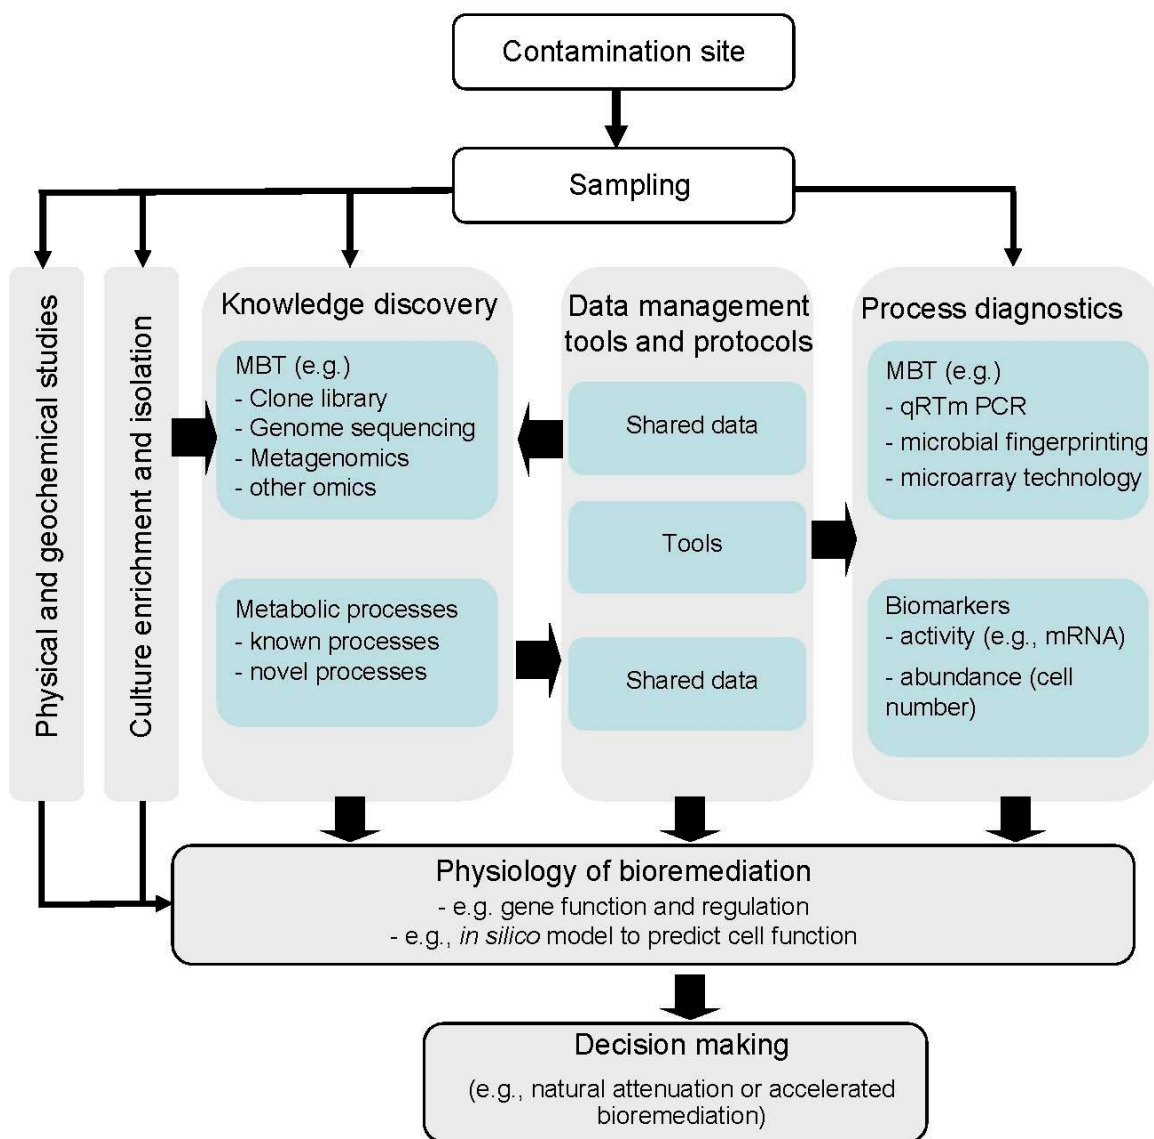 Contamination site
Sampling
Physical and geochemical studies
Culture enrichment and isolation
Knowledge discovery
MBT (e.g.)
- Clone library
- Genome sequencing
- Metagenomics
- other omics
Metabolic processes
- known processes
- novel processes
Data management
tools and protocols
Shared data
Tools
Shared data
Process diagnostics
MBT (e.g.)
- qRTm PCR
- microbial fingerprinting
- microarray technology
Biomarkers
- activity (e.g., mRNA)
- abundance (cell
number)
Physiology of bioremediation
- e.g. gene function and regulation
- e.g., in silico model to predict cell function
Decision making
(e.g., natural attenuation or accelerated
bioremediation)